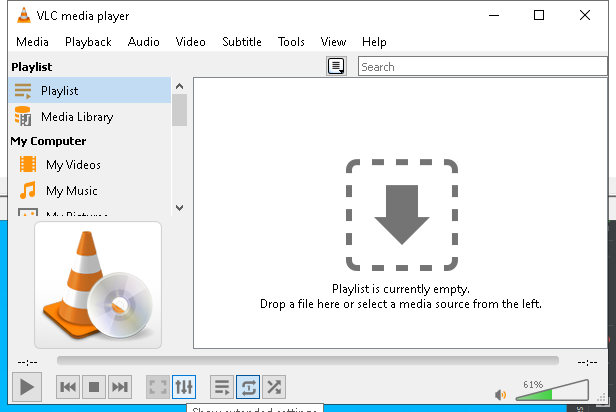 VLC media player
Media Playback Audio Video Subtitle Tools View Help
Playlist
Search
Playlist
Media Library
My Computer
My Videos
My Music
My Pictures
Playlist is currently empty.
Drop a file here or select a media source from the left.
--:--
--:--
61%
Show extended settings